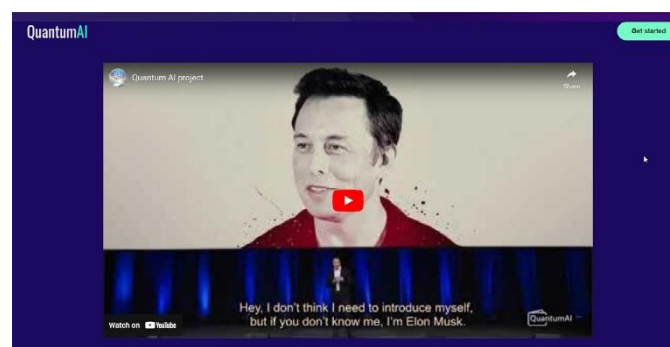 QuantumAI
Get started
Quantum AI project
Share
Hey, I don't think I need to introduce myself,
but if you don't know me, I'm Elon Musk.
QuantumAI
Watch on YouTube